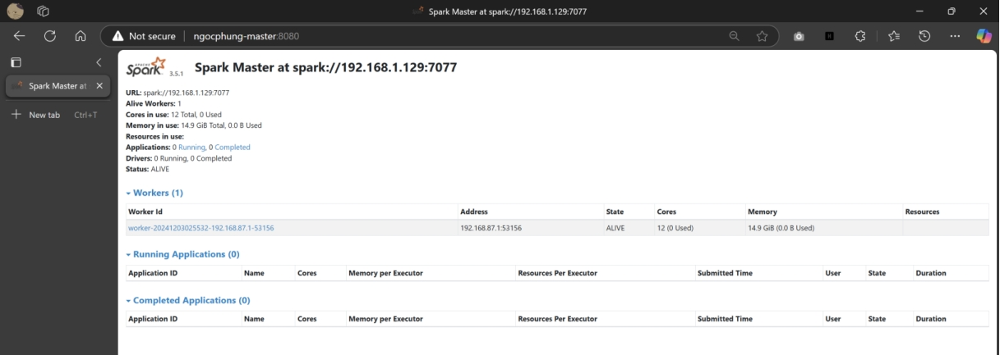 Spark Master at spark://192.168.1.129:7077
Not secure ngocphung-master:8080
Spark Master at
New tab Ctrl+T
APACHE Spark 3.5.1 Spark Master at spark://192.168.1.129:7077
URL: spark://192.168.1.129:7077
Alive Workers: 1
Cores in use: 12 Total, 0 Used
Memory in use: 14.9 GiB Total, 0.0 B Used
Resources in use:
Applications: 0 Running, 0 Completed
Drivers: 0 Running, 0 Completed
Status: ALIVE
Workers (1)
Worker Id Address State Cores Memory Resources
worker-20241203025532-192.168.87.1-53156 192.168.87.1:53156 ALIVE 12 (0 Used) 14.9 GiB (0.0 B Used)
Running Applications (0)
Application ID Name Cores Memory per Executor Resources Per Executor Submitted Time User State Duration
Completed Applications (0)
Application ID Name Cores Memory per Executor Resources Per Executor Submitted Time User State Duration